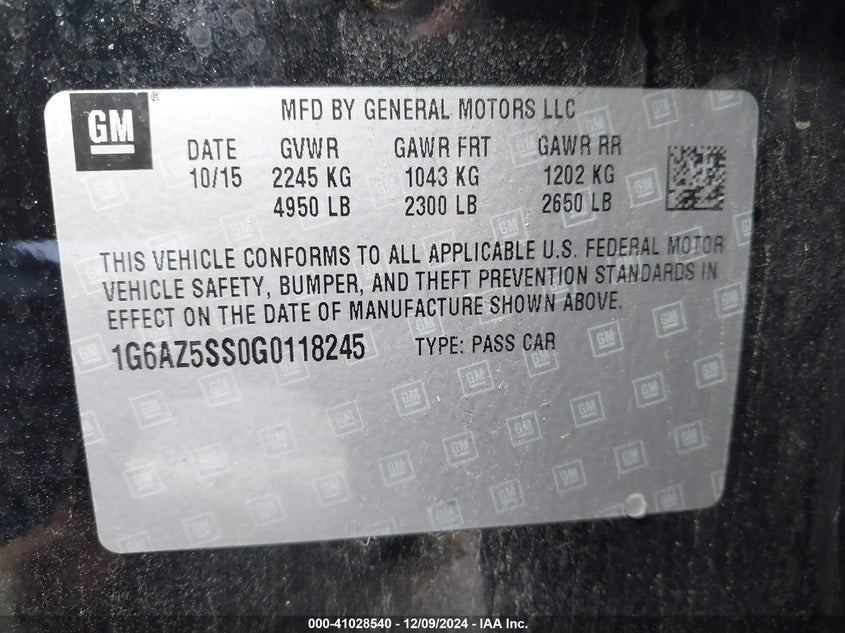 GM ®
MFD BY GENERAL MOTORS LLC
DATE GVWR GAWR FRT GAWR RR
10/15 2245 KG 1043 KG 1202 KG
4950 LB 2300 LB 2650 LB
THIS VEHICLE CONFORMS TO ALL APPLICABLE U.S. FEDERAL MOTOR
VEHICLE SAFETY, BUMPER, AND THEFT PREVENTION STANDARDS IN
EFFECT ON THE DATE OF MANUFACTURE SHOWN ABOVE.
1G6AZ5SS0G0118245 TYPE: PASS CAR
000-41028540 - 12/09/2024 - IAA Inc.